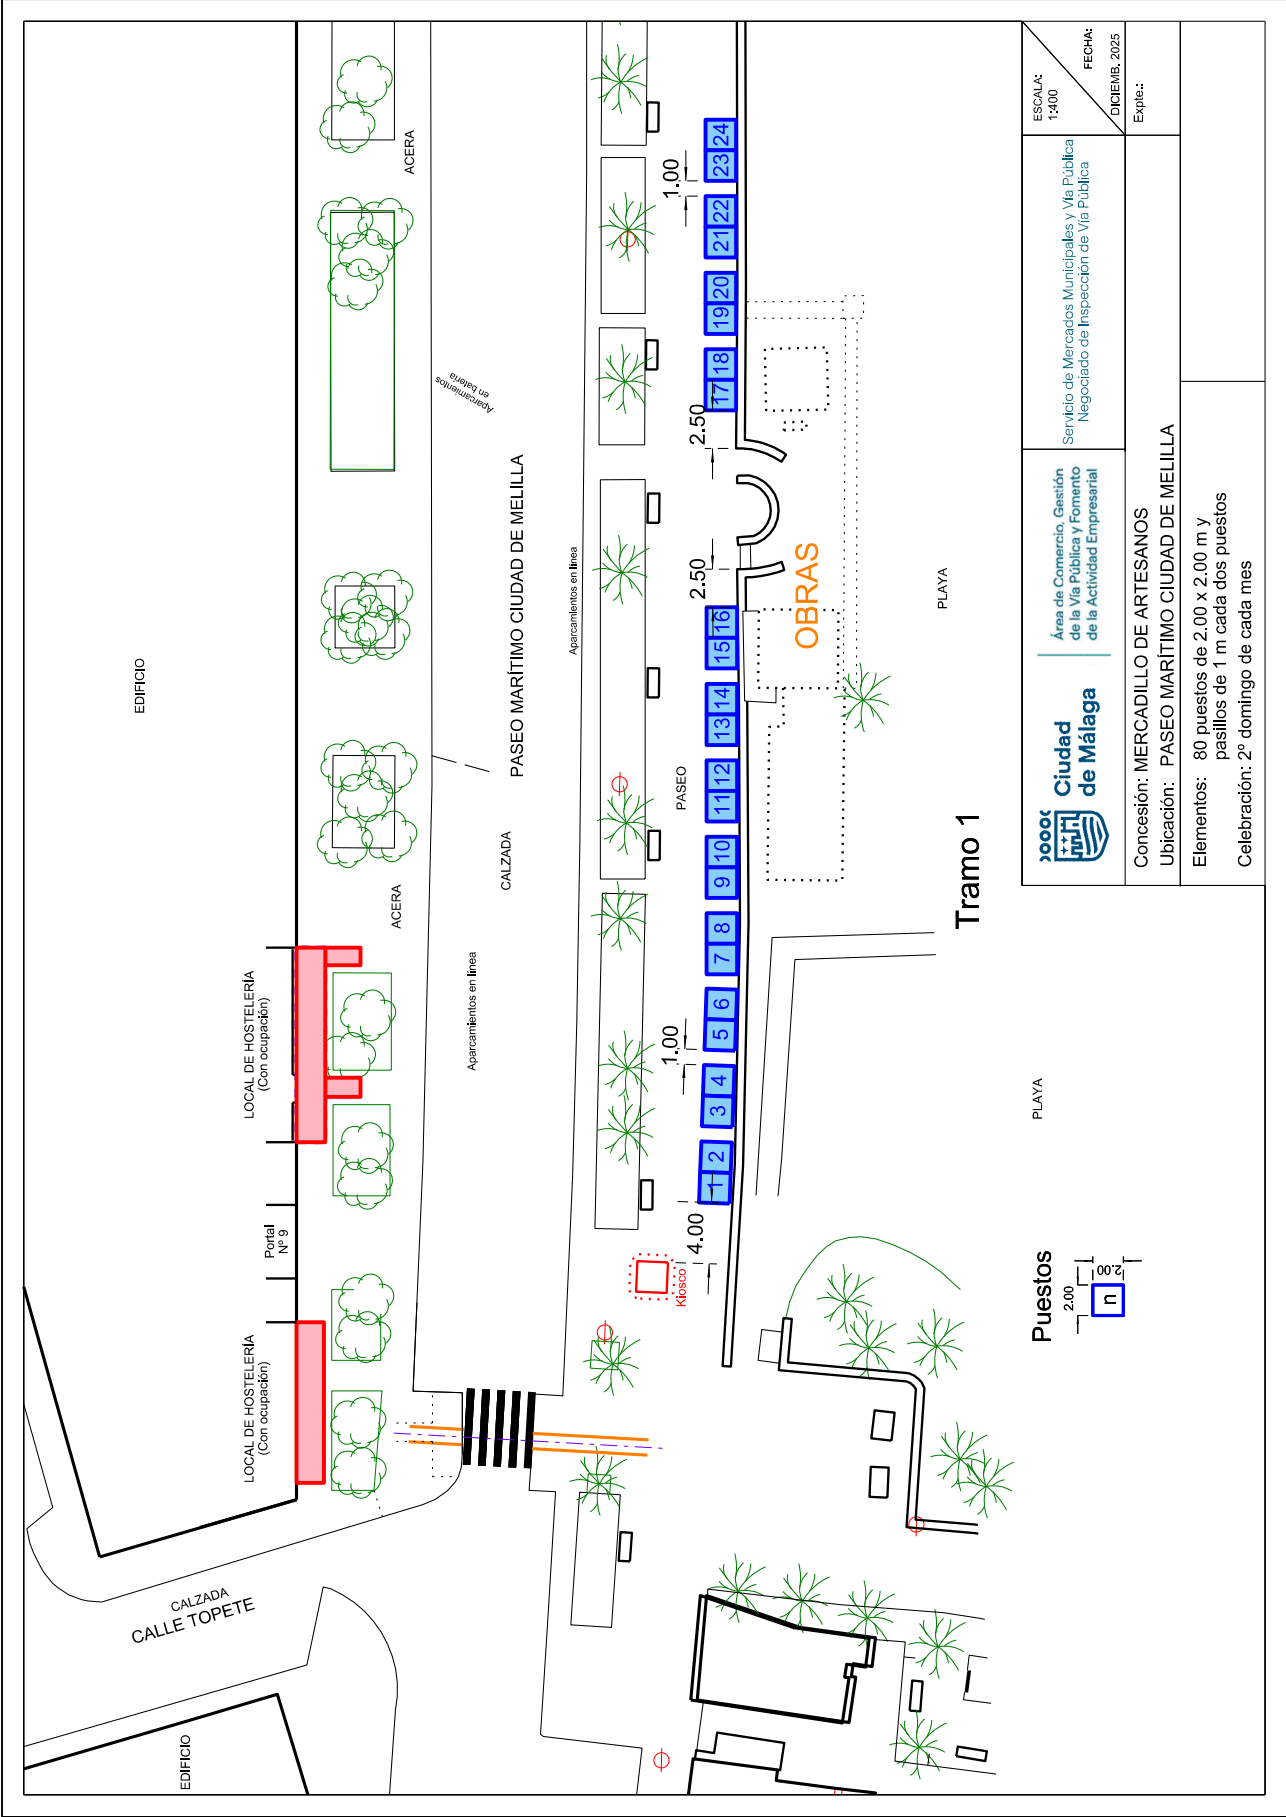 EDIFICIO
CALZADA
CALLE TOPETE
EDIFICIO
LOCAL DE HOSTELERÍA
(Con ocupación)
Portal
Nº 9
LOCAL DE HOSTELERÍA
(Con ocupación)
ACERA
ACERA
CALZADA
Aparcamientos en línea
PASEO MARÍTIMO CIUDAD DE MELILLA
Aparcamientos
en batería
Aparcamientos en línea
Kiosco
PASEO
4.00
1.00
2.50
2.50
1.00
1 2 3 4 5 6 7 8 9 10 11 12 13 14 15 16 17 18 19 20 21 22 23 24
OBRAS
PLAYA
PLAYA
Tramo 1
Puestos
2.00
2.00
n
Ciudad
de Málaga
Área de Comercio, Gestión
de la Vía Pública y Fomento
de la Actividad Empresarial
Servicio de Mercados Municipales y Vía Pública
Negociado de Inspección de Vía Pública
ESCALA:
1:400
FECHA:
DICIEMB. 2025
Concesión: MERCADILLO DE ARTESANOS
Ubicación: PASEO MARÍTIMO CIUDAD DE MELILLA
Expte.:
Elementos: 80 puestos de 2.00 x 2.00 m y
pasillos de 1 m cada dos puestos
Celebración: 2º domingo de cada mes